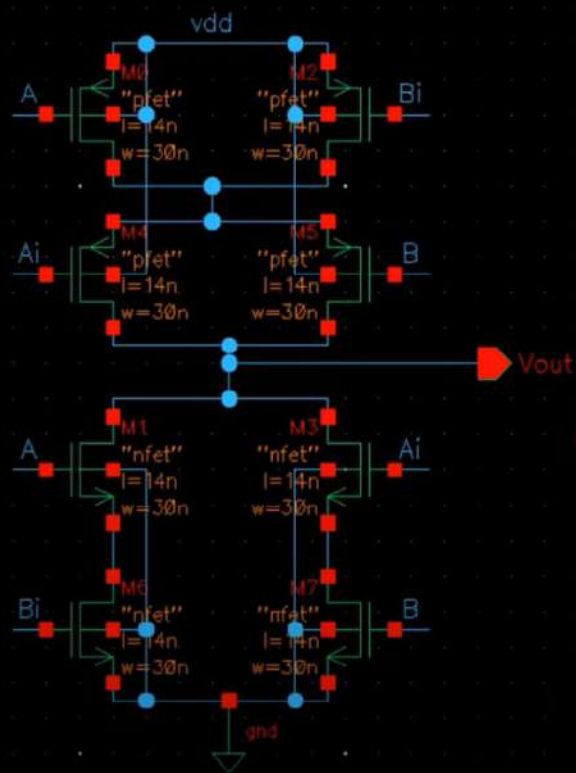 vdd
A M0 M2 Bi
"pfet" "pfet"
l=14n l=14n
w=30n w=30n
Ai M4 M5 B
"pfet" "pfet"
l=14n l=14n
w=30n w=30n
Vout
A M1 M3 Ai
"nfet" "nfet"
l=14n l=14n
w=30n w=30n
Bi M6 M7 B
"nfet" "nfet"
l=14n l=14n
w=30n w=30n
gnd